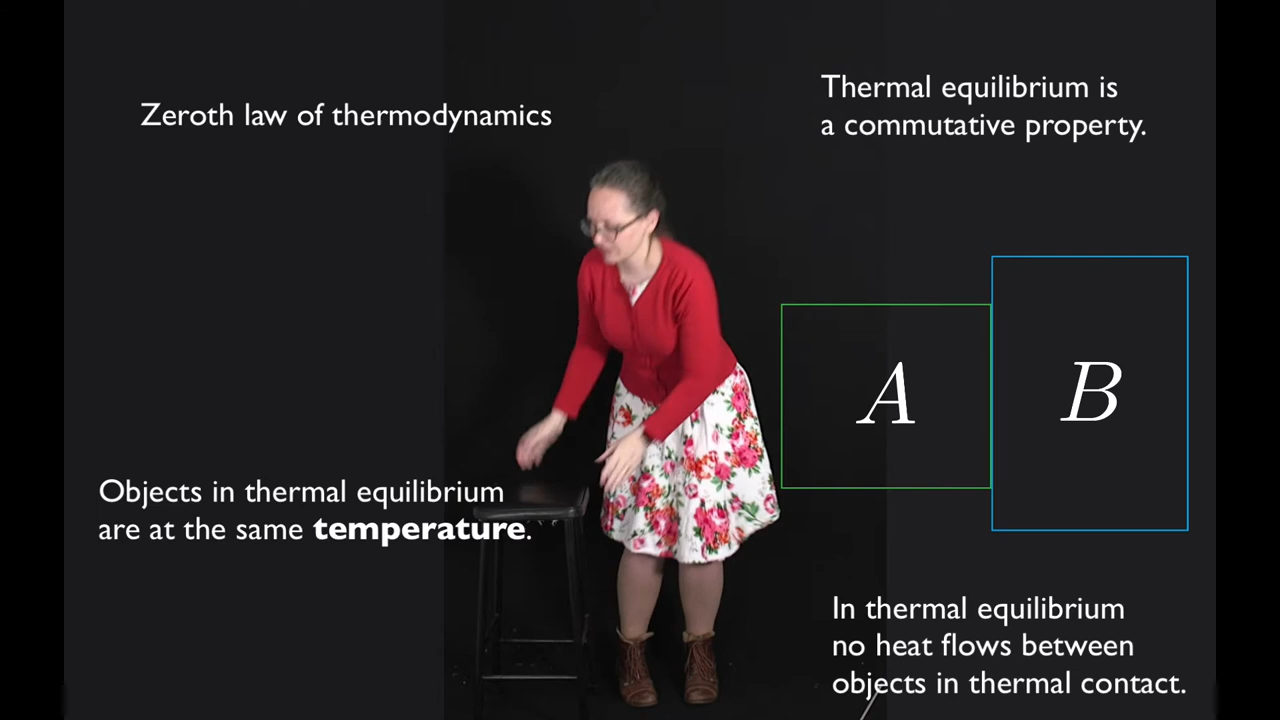 Zeroth law of thermodynamics
Thermal equilibrium is
a commutative property.
A
B
Objects in thermal equilibrium
are at the same temperature.
In thermal equilibrium
no heat flows between
objects in thermal contact.